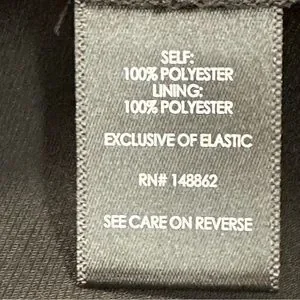 SELF:
100% POLYESTER
LINING:
100% POLYESTER
EXCLUSIVE OF ELASTIC
RN# 148862
SEE CARE ON REVERSE